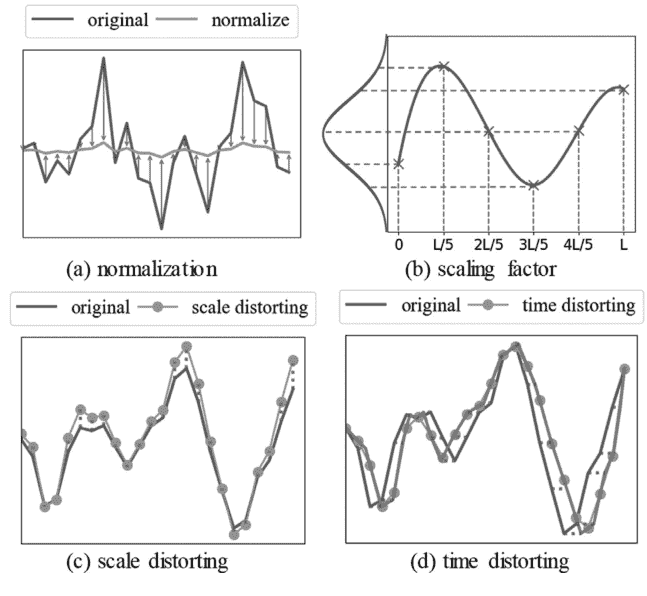 original normalize
(a) normalization
0 L/5 2L/5 3L/5 4L/5 L
(b) scaling factor
original scale distorting
(c) scale distorting
original time distorting
(d) time distorting